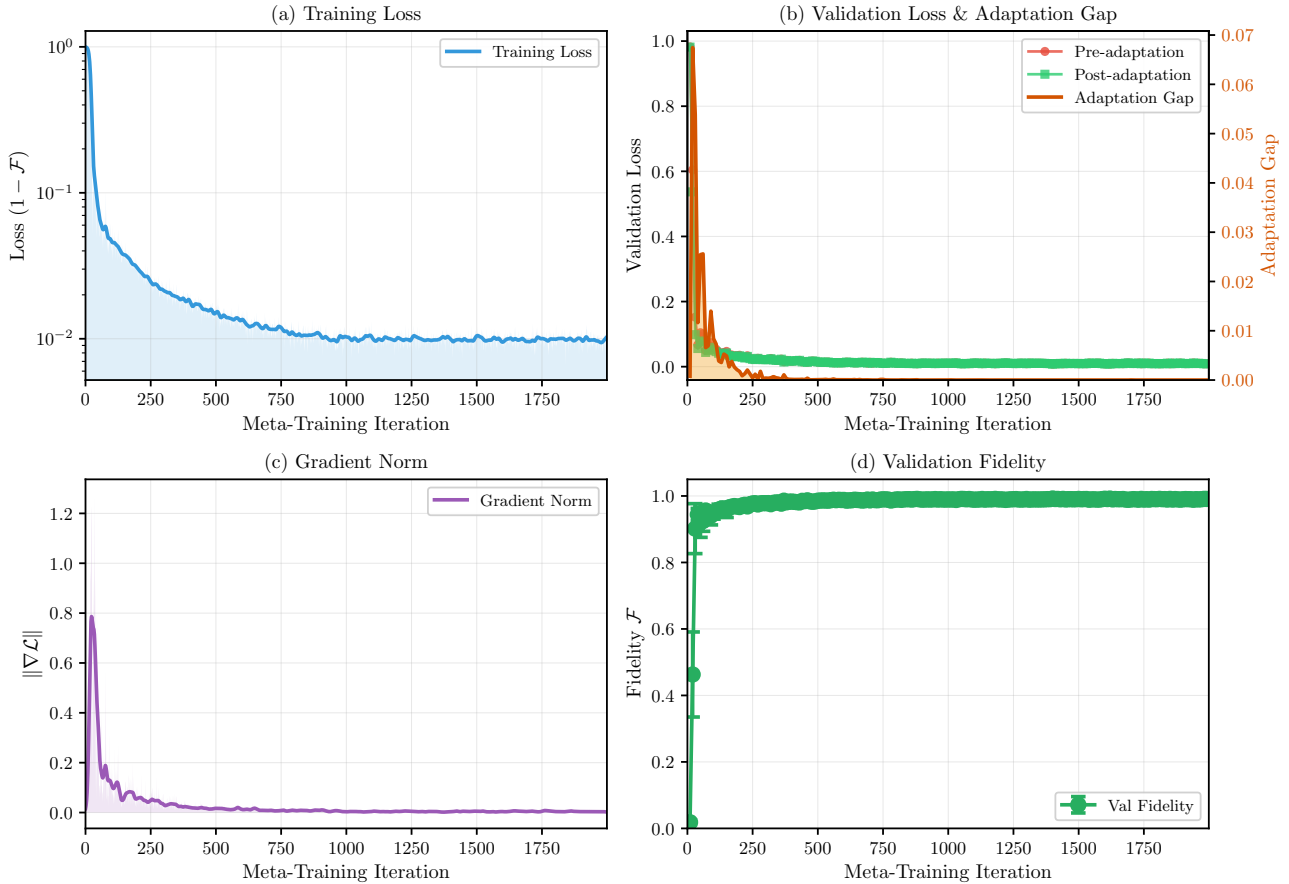 (a) Training Loss
Loss (1 − ℱ)
10⁰
10⁻¹
10⁻²
Training Loss
0 250 500 750 1000 1250 1500 1750
Meta-Training Iteration
(b) Validation Loss & Adaptation Gap
Validation Loss
1.0
0.8
0.6
0.4
0.2
0.0
Pre-adaptation
Post-adaptation
Adaptation Gap
0.07
0.06
0.05
0.04
0.03
0.02
0.01
0.00
Adaptation Gap
0 250 500 750 1000 1250 1500 1750
Meta-Training Iteration
(c) Gradient Norm
‖∇ℒ‖
1.2
1.0
0.8
0.6
0.4
0.2
0.0
Gradient Norm
0 250 500 750 1000 1250 1500 1750
Meta-Training Iteration
(d) Validation Fidelity
Fidelity ℱ
1.0
0.8
0.6
0.4
0.2
0.0
Val Fidelity
0 250 500 750 1000 1250 1500 1750
Meta-Training Iteration